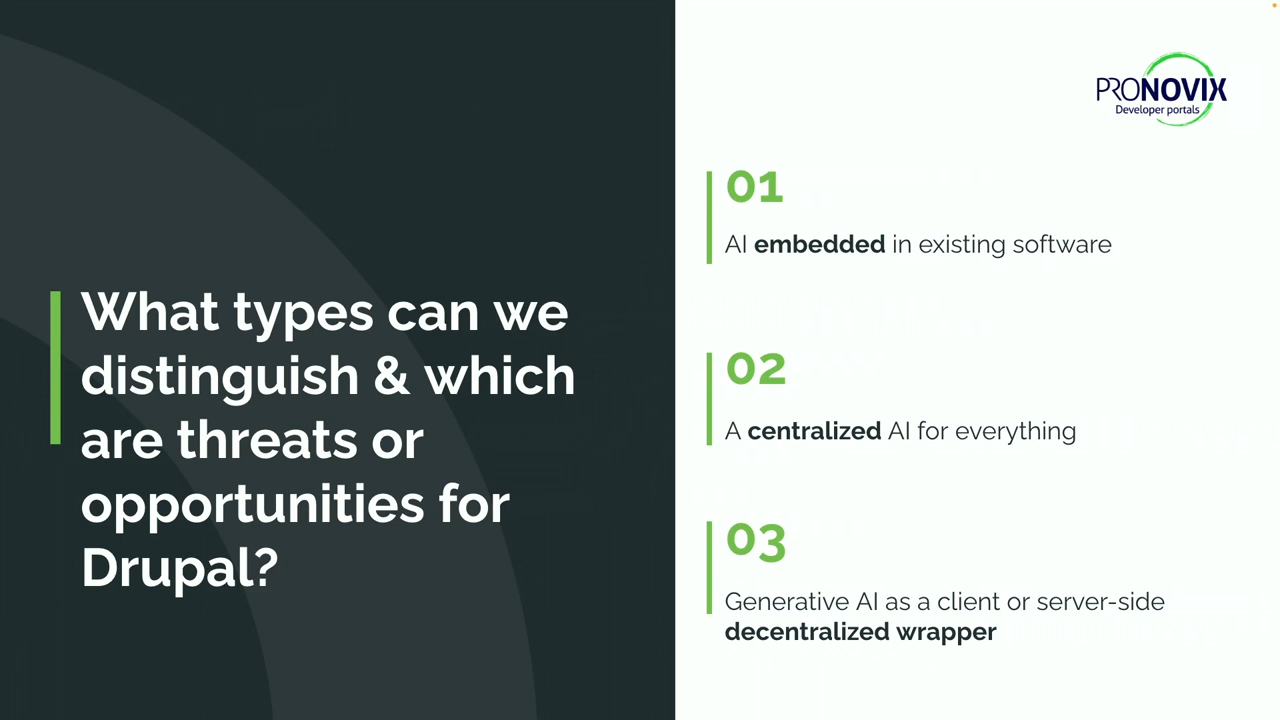 What types can we
distinguish & which
are threats or
opportunities for
Drupal?
PRONOVIX
Developer portals
01
AI embedded in existing software
02
A centralized AI for everything
03
Generative AI as a client or server-side
decentralized wrapper